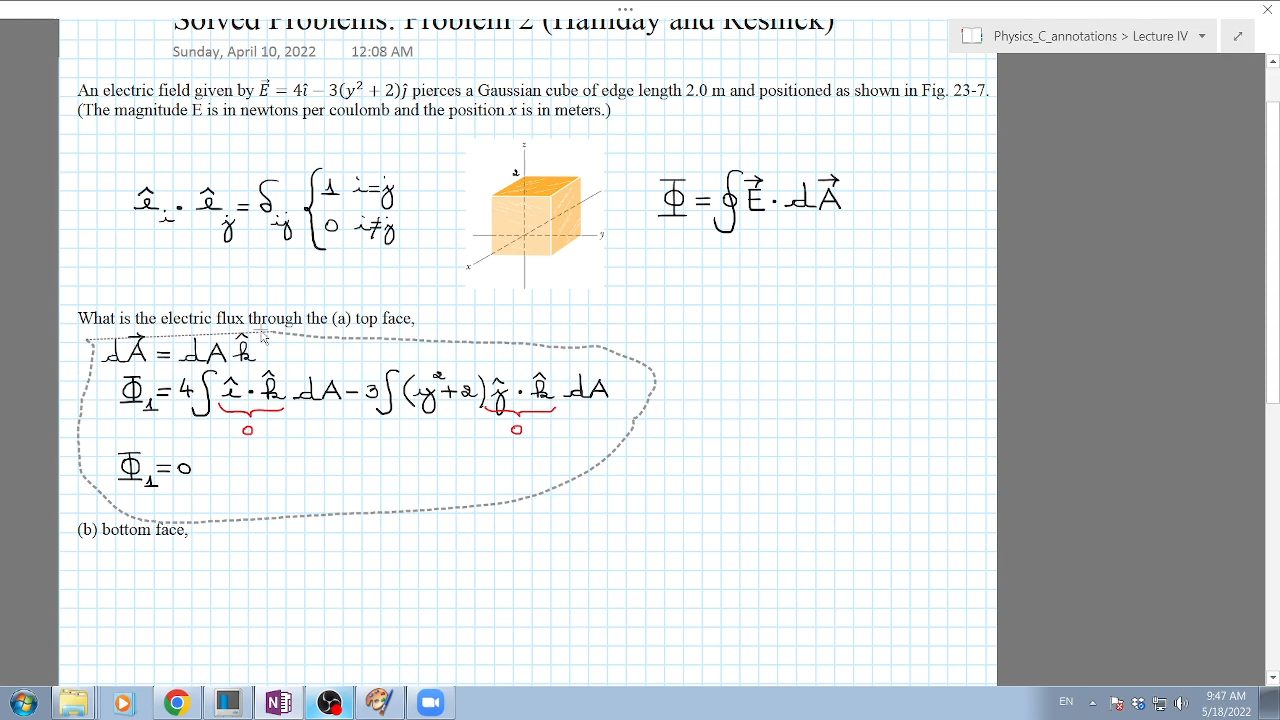 Solved Problems: Problem 2 (Halliday and Resnick)
Sunday, April 10, 2022 12:08 AM
Physics_C_annotations > Lecture IV
An electric field given by E⃗ = 4î − 3(y² + 2)ĵ pierces a Gaussian cube of edge length 2.0 m and positioned as shown in Fig. 23-7.
(The magnitude E is in newtons per coulomb and the position x is in meters.)
ê_i · ê_j = δ_ij { 1 i=j
0 i≠j
z
2
y
x
Φ = ∮ E⃗ · dA⃗
What is the electric flux through the (a) top face,
dA⃗ = dA k̂
Φ₁ = 4∫ î · k̂ dA − 3∫(y²+2) ĵ · k̂ dA
0 0
Φ₁ = 0
(b) bottom face,
EN
9:47 AM
5/18/2022